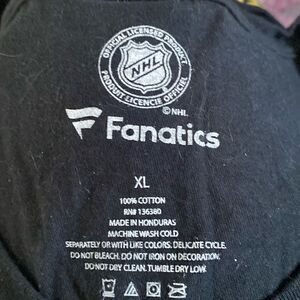 OFFICIAL LICENSED PRODUCT
NHL
PRODUIT LICENCIÉ OFFICIEL
© NHL
Fanatics
XL
100% COTTON
RN# 136380
MADE IN HONDURAS
MACHINE WASH COLD
SEPARATELY OR WITH LIKE COLORS. DELICATE CYCLE.
DO NOT BLEACH. DO NOT IRON ON DECORATION.
DO NOT DRY CLEAN. TUMBLE DRY LOW.